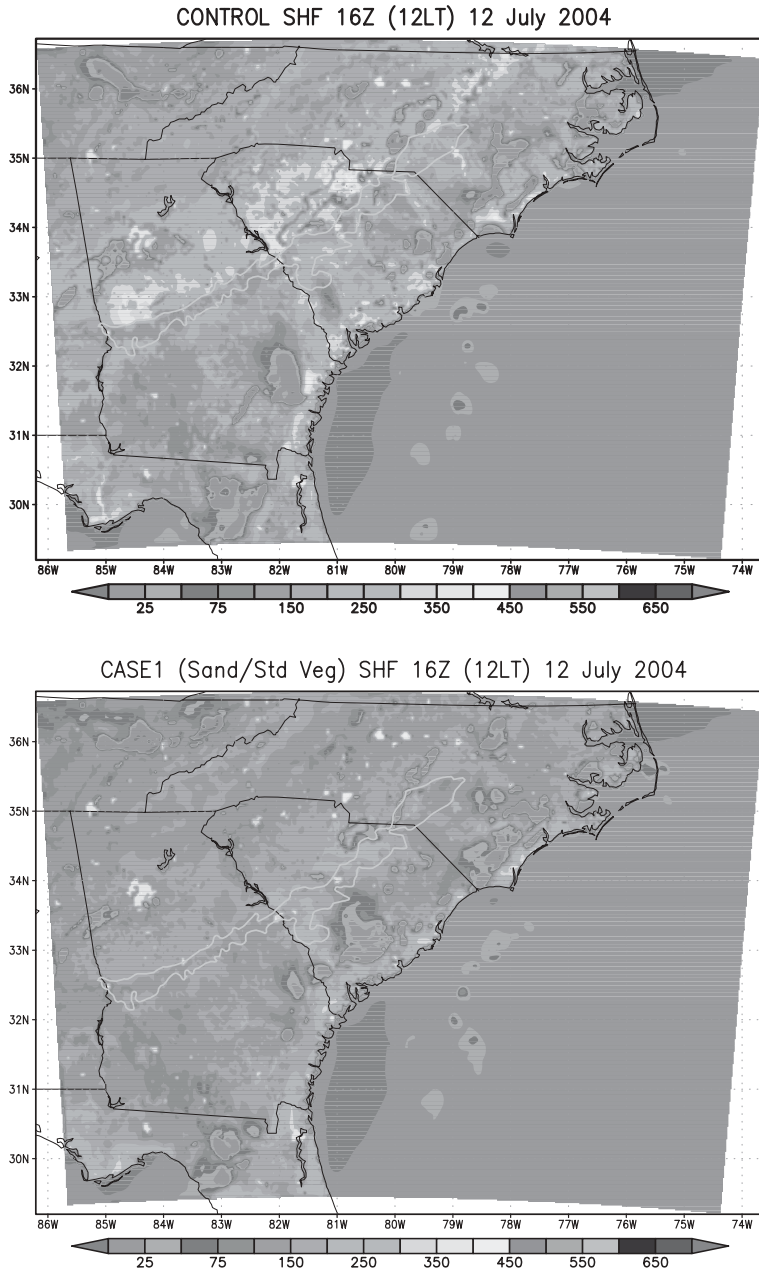 CONTROL SHF 16Z (12LT) 12 July 2004
36N
35N
34N
33N
32N
31N
30N
86W 85W 84W 83W 82W 81W 80W 79W 78W 77W 76W 75W 74W
25 75 150 250 350 450 550 650
CASE1 (Sand/Std Veg) SHF 16Z (12LT) 12 July 2004
36N
35N
34N
33N
32N
31N
30N
86W 85W 84W 83W 82W 81W 80W 79W 78W 77W 76W 75W 74W
25 75 150 250 350 450 550 650